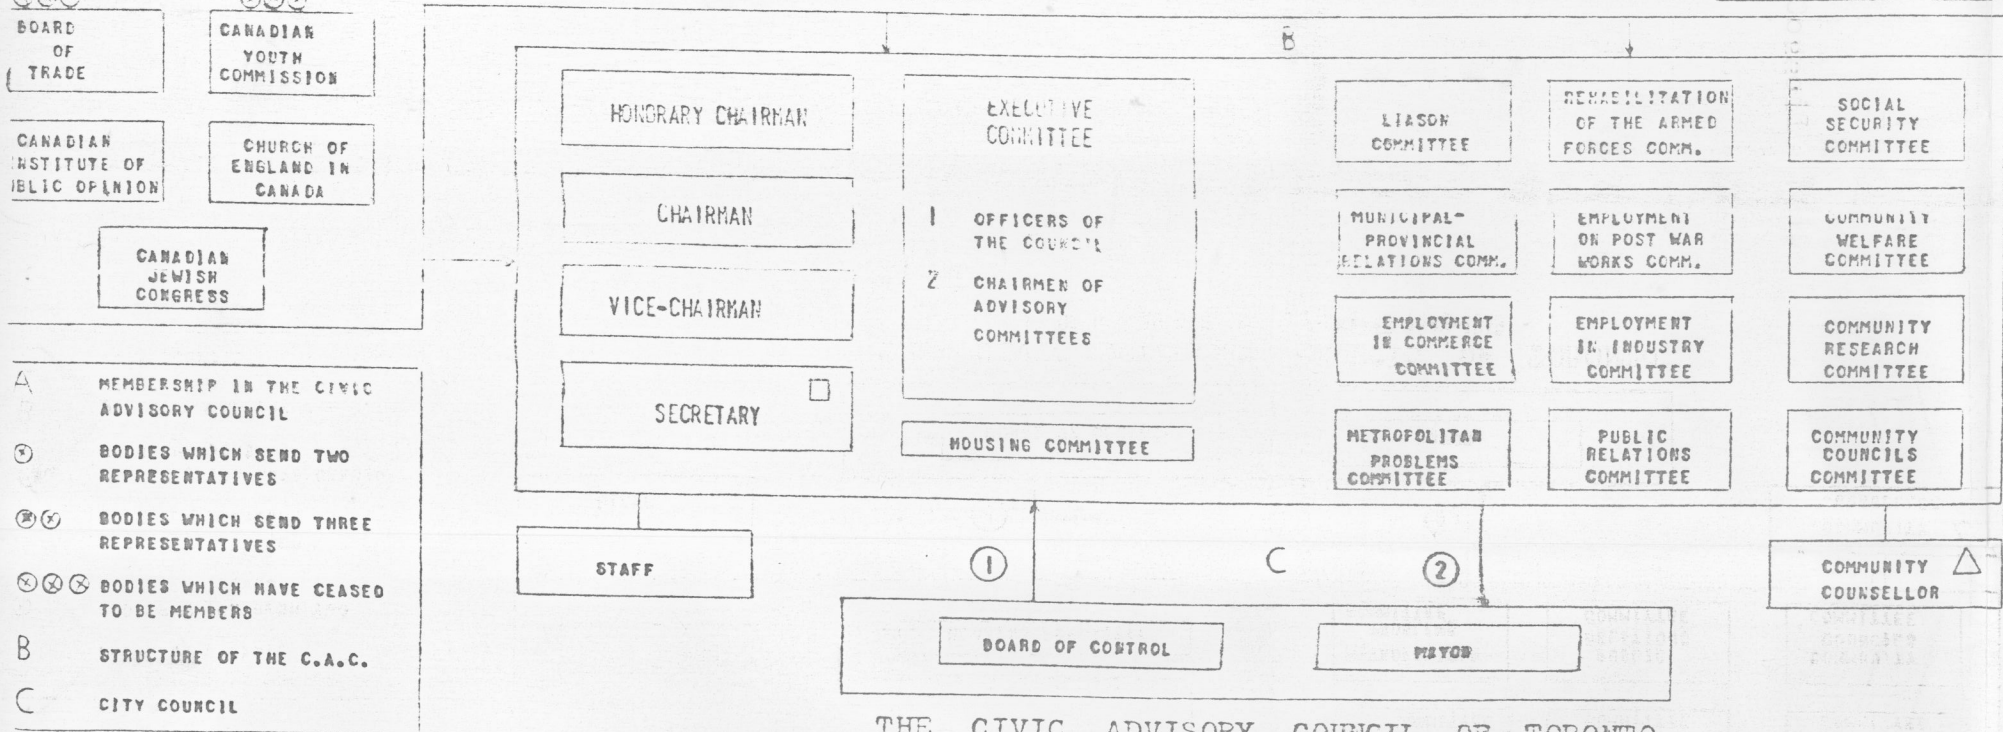 BOARD
OF
TRADE
CANADIAN
YOUTH
COMMISSION
CANADIAN
INSTITUTE OF
BLIC OPINION
CHURCH OF
ENGLAND IN
CANADA
CANADIAN
JEWISH
CONGRESS
B
HONORARY CHAIRMAN
CHAIRMAN
VICE-CHAIRMAN
SECRETARY
EXECUTIVE
COMMITTEE
1 OFFICERS OF
THE COUNCIL
2 CHAIRMEN OF
ADVISORY
COMMITTEES
HOUSING COMMITTEE
LIASON
COMMITTEE
REHABILITATION
OF THE ARMED
FORCES COMM.
SOCIAL
SECURITY
COMMITTEE
MUNICIPAL-
PROVINCIAL
RELATIONS COMM.
EMPLOYMENT
ON POST WAR
WORKS COMM.
COMMUNITY
WELFARE
COMMITTEE
EMPLOYMENT
IN COMMERCE
COMMITTEE
EMPLOYMENT
IN INDUSTRY
COMMITTEE
COMMUNITY
RESEARCH
COMMITTEE
METROPOLITAN
PROBLEMS
COMMITTEE
PUBLIC
RELATIONS
COMMITTEE
COMMUNITY
COUNCILS
COMMITTEE
A MEMBERSHIP IN THE CIVIC
ADVISORY COUNCIL
BODIES WHICH SEND TWO
REPRESENTATIVES
BODIES WHICH SEND THREE
REPRESENTATIVES
BODIES WHICH HAVE CEASED
TO BE MEMBERS
B STRUCTURE OF THE C.A.C.
C CITY COUNCIL
STAFF
1
C
2
COMMUNITY
COUNSELLOR
BOARD OF CONTROL
MAYOR
THE CIVIC ADVISORY COUNCIL OF TORONTO